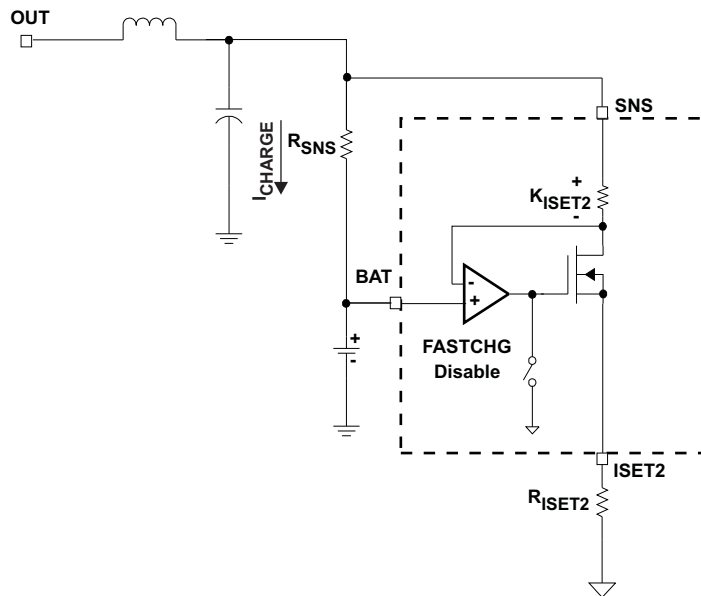 OUT
SNS
ICHARGE
RSNS
+
KISET2
-
BAT
-
+
+
-
FASTCHG
Disable
ISET2
RISET2